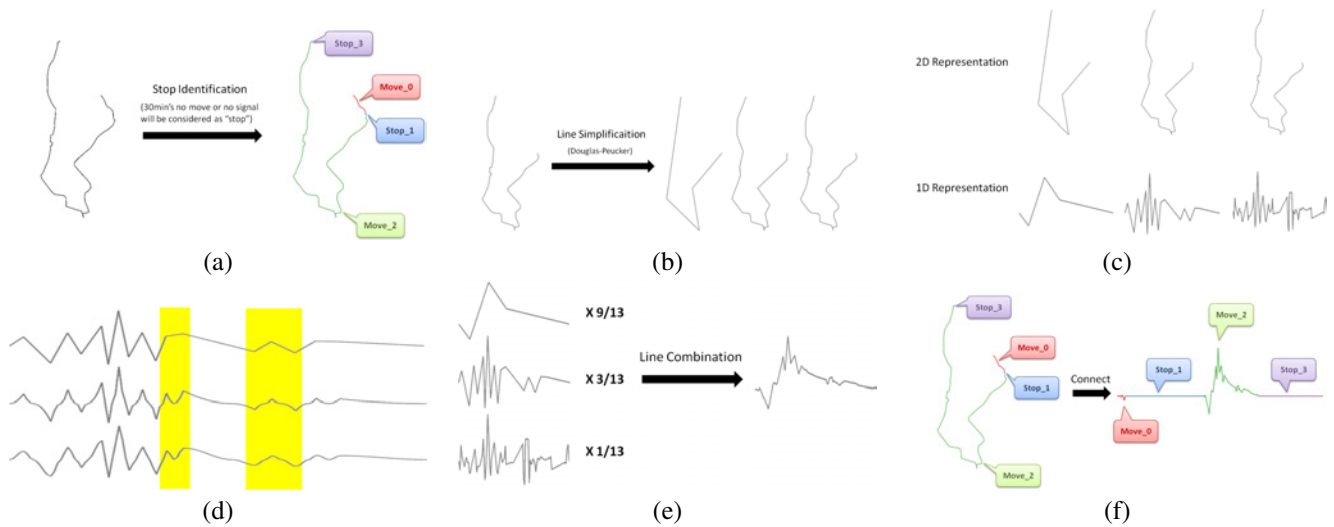 Stop Identification
(30min's no move or no signal
will be considered as "stop")
Stop_3
Move_0
Stop_1
Move_2
(a)
Line Simplificaition
(Douglas-Peucker)
(b)
2D Representation
1D Representation
(c)
(d)
X 9/13
X 3/13
X 1/13
Line Combination
(e)
Stop_3
Move_0
Stop_1
Move_2
Connect
Move_2
Stop_1
Stop_3
Move_0
(f)